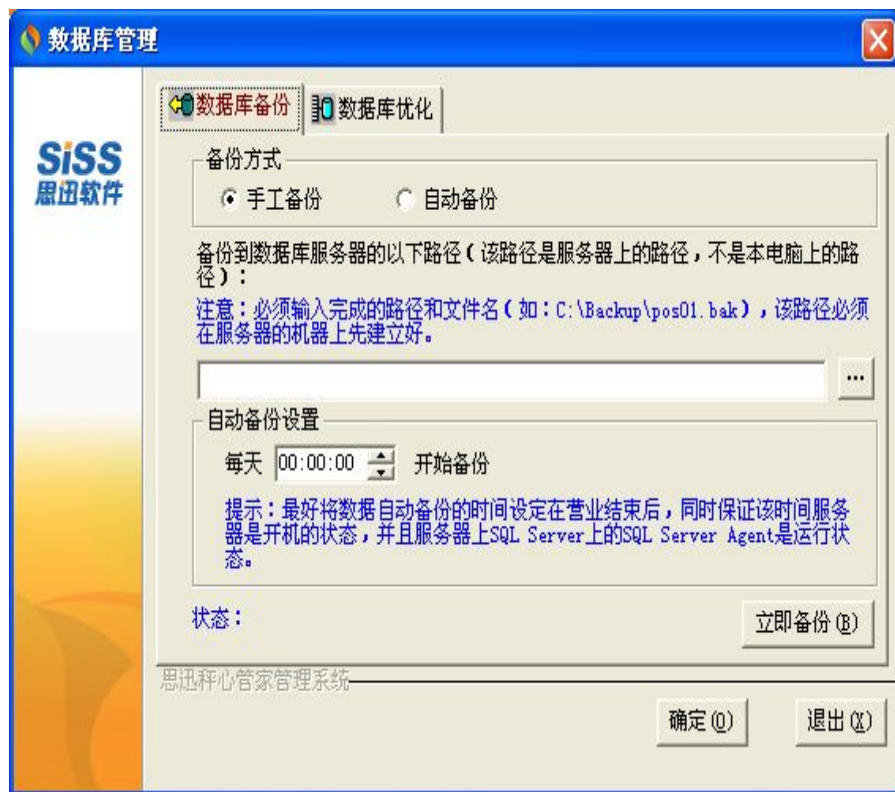 数据库管理
SiSS
思迅软件
数据库备份
数据库优化
备份方式
手工备份
自动备份
备份到数据库服务器的以下路径(该路径是服务器上的路径,不是本电脑上的路
径):
注意:必须输入完成的路径和文件名(如:C:\Backup\pos01.bak),该路径必须
在服务器的机器上先建立好。
...
自动备份设置
每天 00:00:00 开始备份
提示:最好将数据自动备份的时间设定在营业结束后,同时保证该时间服务
器是开机的状态,并且服务器上SQL Server上的SQL Server Agent是运行状
态。
状态:
立即备份(B)
思迅秤心管家管理系统
确定(O)
退出(X)